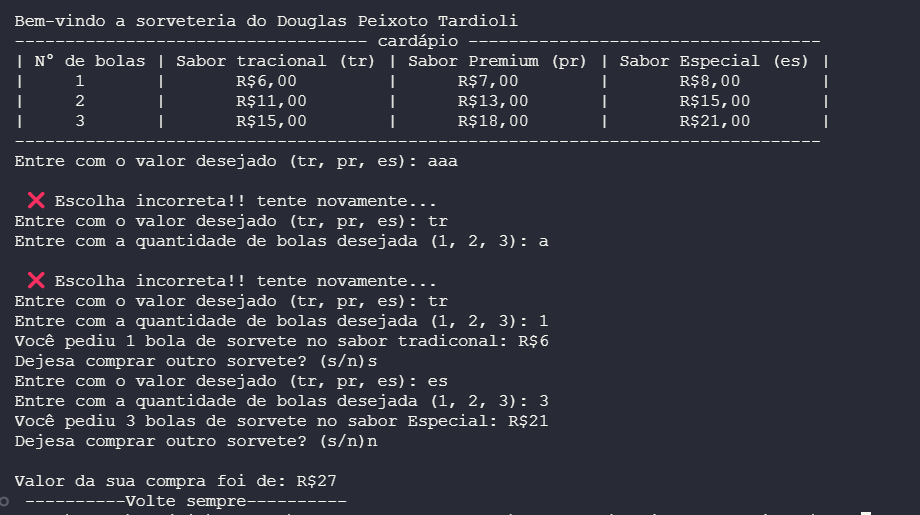 Bem-vindo a sorveteria do Douglas Peixoto Tardioli
----------------------------------- cardápio -----------------------------------
| N° de bolas | Sabor tracional (tr) | Sabor Premium (pr) | Sabor Especial (es) |
| 1 | R$6,00 | R$7,00 | R$8,00 |
| 2 | R$11,00 | R$13,00 | R$15,00 |
| 3 | R$15,00 | R$18,00 | R$21,00 |
--------------------------------------------------------------------------------
Entre com o valor desejado (tr, pr, es): aaa
❌ Escolha incorreta!! tente novamente...
Entre com o valor desejado (tr, pr, es): tr
Entre com a quantidade de bolas desejada (1, 2, 3): a
❌ Escolha incorreta!! tente novamente...
Entre com o valor desejado (tr, pr, es): tr
Entre com a quantidade de bolas desejada (1, 2, 3): 1
Você pediu 1 bola de sorvete no sabor tradiconal: R$6
Dejesa comprar outro sorvete? (s/n)s
Entre com o valor desejado (tr, pr, es): es
Entre com a quantidade de bolas desejada (1, 2, 3): 3
Você pediu 3 bolas de sorvete no sabor Especial: R$21
Dejesa comprar outro sorvete? (s/n)n
Valor da sua compra foi de: R$27
----------Volte sempre----------